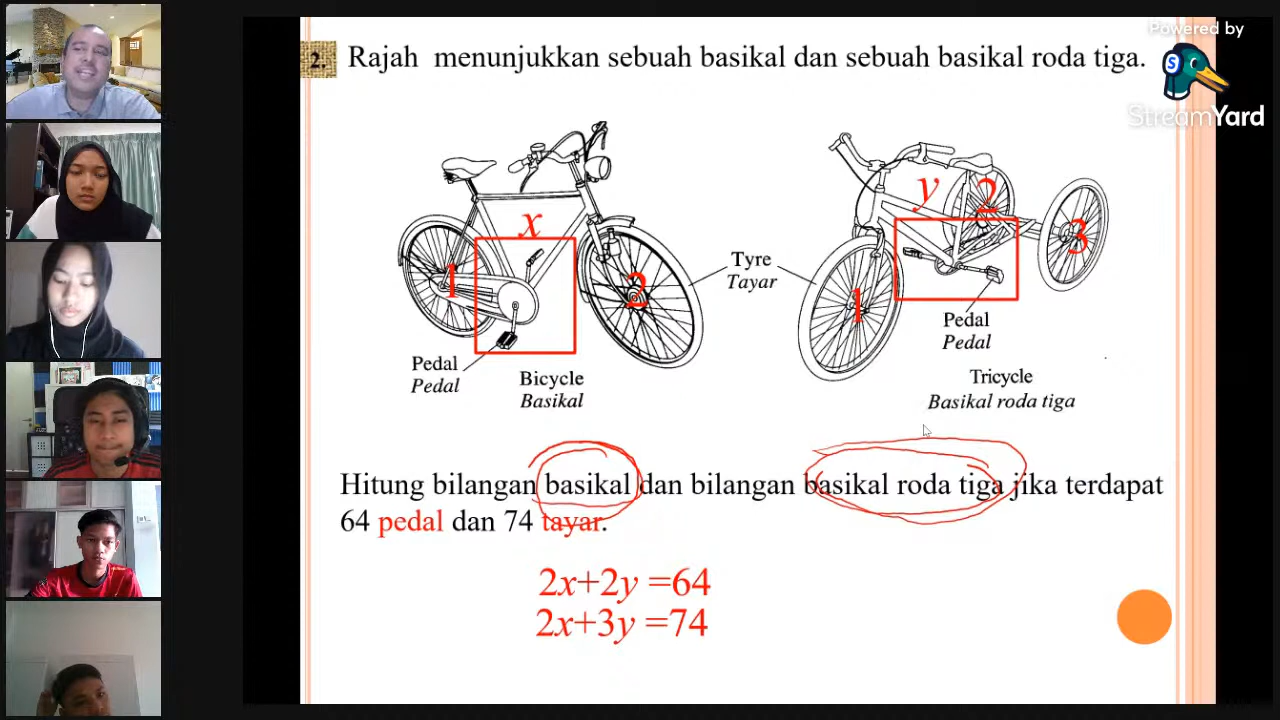 Powered by
StreamYard
2. Rajah menunjukkan sebuah basikal dan sebuah basikal roda tiga.
x
1
2
y
2
3
1
Tyre
Tayar
Pedal
Pedal
Bicycle
Basikal
Pedal
Pedal
Tricycle
Basikal roda tiga
Hitung bilangan basikal dan bilangan basikal roda tiga jika terdapat
64 pedal dan 74 tayar.
2x+2y =64
2x+3y =74